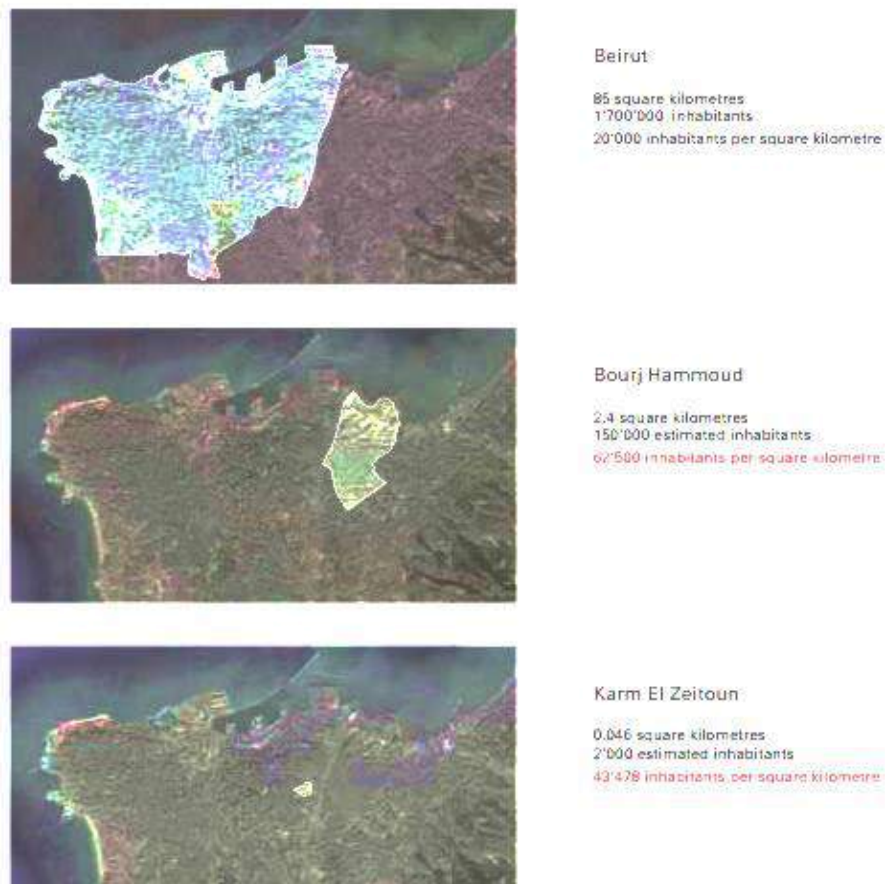 Beirut
85 square kilometres
1'700'000 inhabitants
20'000 inhabitants per square kilometre
Bourj Hammoud
2.4 square kilometres
150'000 estimated inhabitants
62'500 inhabitants per square kilometre
Karm El Zeitoun
0.046 square kilometres
2'000 estimated inhabitants
43'478 inhabitants per square kilometre